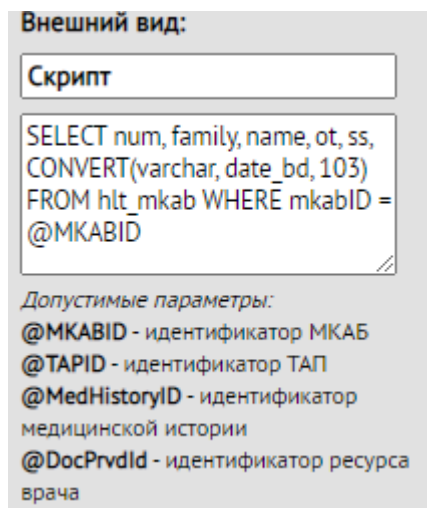 Внешний вид:
Скрипт
SELECT num, family, name, ot, ss,
CONVERT(varchar, date_bd, 103)
FROM hlt_mkab WHERE mkabID =
@MKABID
Допустимые параметры:
@MKABID - идентификатор МКАБ
@TAPID - идентификатор ТАП
@MedHistoryID - идентификатор
медицинской истории
@DocPrvdId - идентификатор ресурса
врача